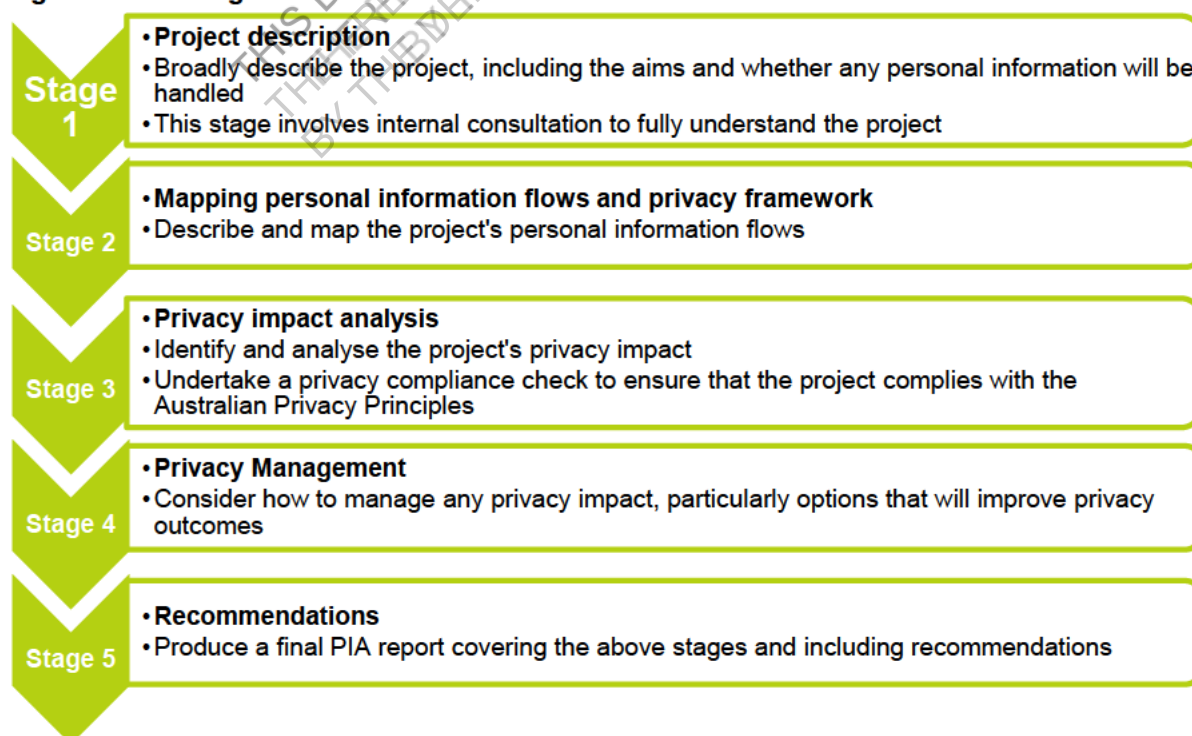 Stage
1
•Project description
•Broadly describe the project, including the aims and whether any personal information will be
handled
•This stage involves internal consultation to fully understand the project
Stage 2
•Mapping personal information flows and privacy framework
•Describe and map the project's personal information flows
Stage 3
•Privacy impact analysis
•Identify and analyse the project's privacy impact
•Undertake a privacy compliance check to ensure that the project complies with the
Australian Privacy Principles
Stage 4
•Privacy Management
•Consider how to manage any privacy impact, particularly options that will improve privacy
outcomes
Stage 5
•Recommendations
•Produce a final PIA report covering the above stages and including recommendations
THIS
BY THE